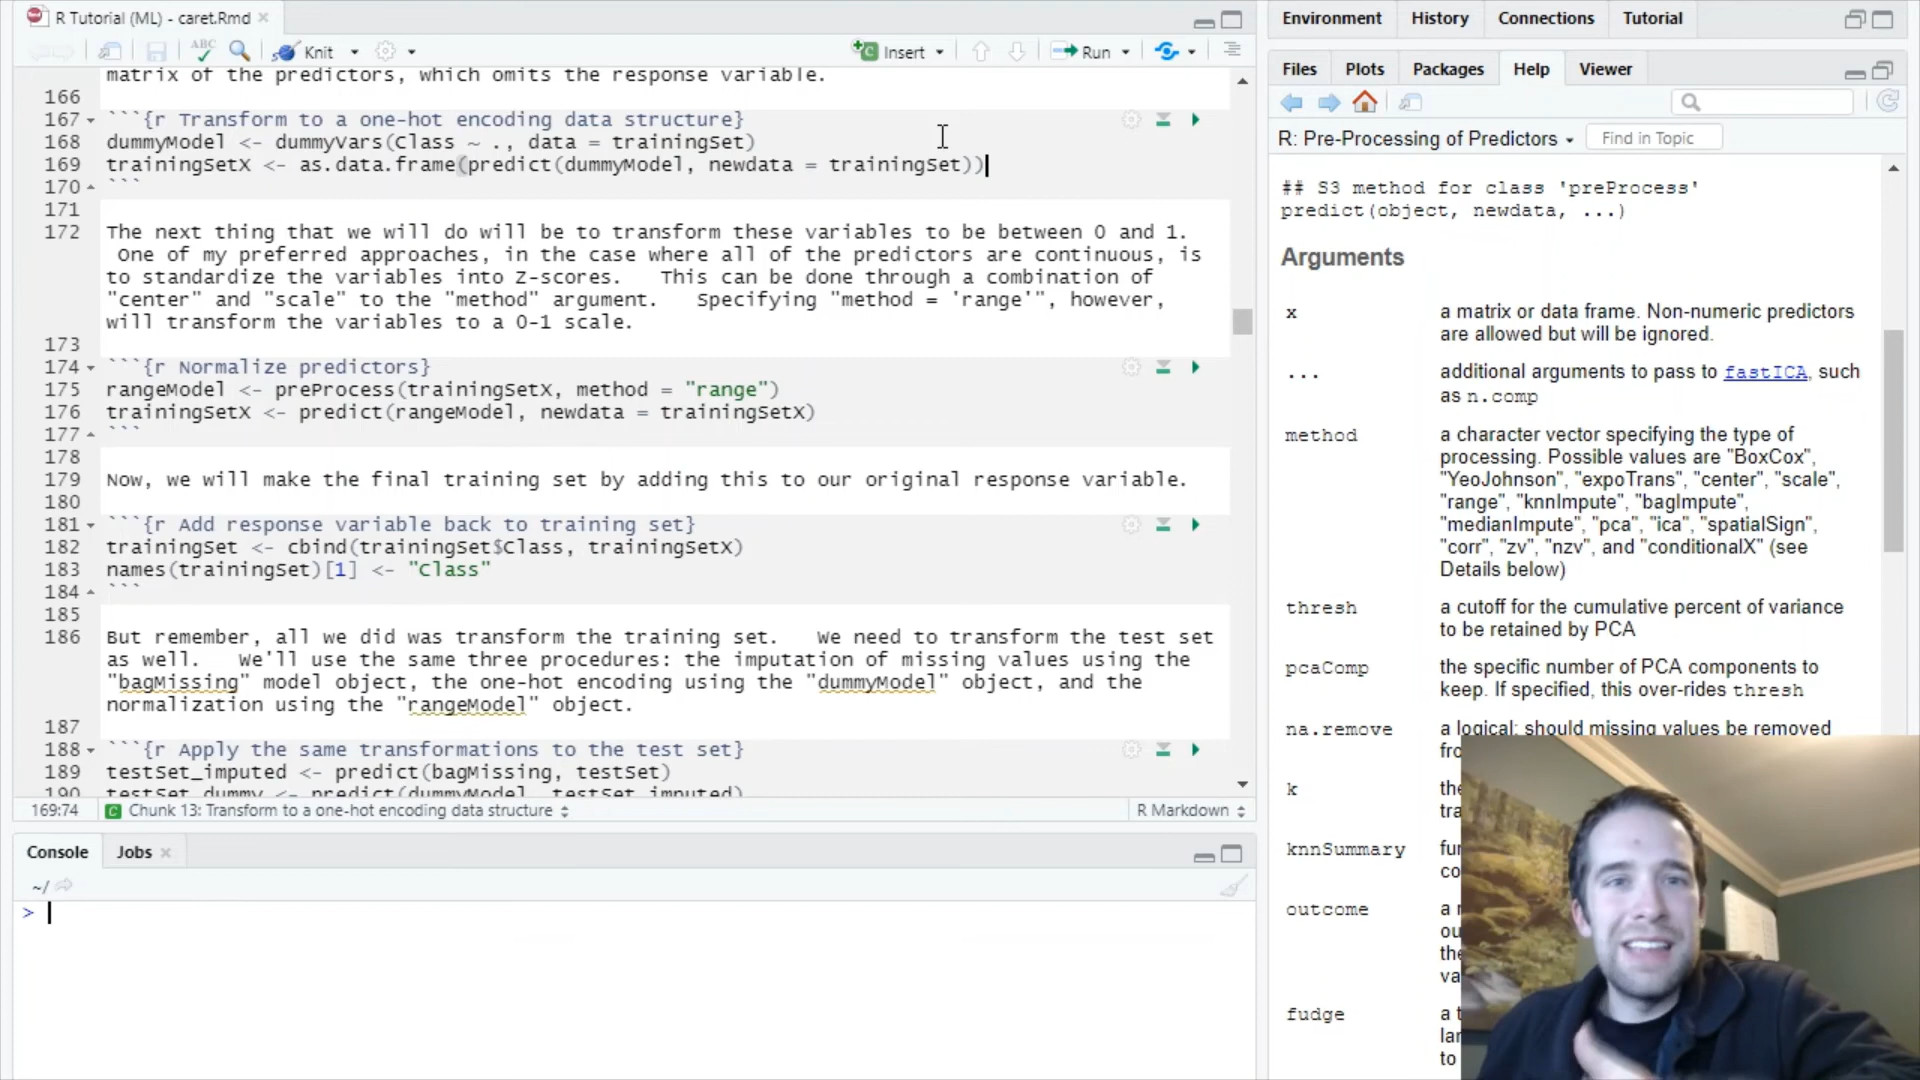 R Tutorial (ML) - caret.Rmd
Environment History Connections Tutorial
ABC Knit Insert Run
Files Plots Packages Help Viewer
R: Pre-Processing of Predictors Find in Topic
matrix of the predictors, which omits the response variable.
166
167 ```{r Transform to a one-hot encoding data structure}
168 dummyModel <- dummyVars(Class ~ ., data = trainingSet)
169 trainingSetX <- as.data.frame(predict(dummyModel, newdata = trainingSet))
170 ```
171
172 The next thing that we will do will be to transform these variables to be between 0 and 1.
One of my preferred approaches, in the case where all of the predictors are continuous, is
to standardize the variables into Z-scores. This can be done through a combination of
"center" and "scale" to the "method" argument. Specifying "method = 'range'", however,
will transform the variables to a 0-1 scale.
173
174 ```{r Normalize predictors}
175 rangeModel <- preProcess(trainingSetX, method = "range")
176 trainingSetX <- predict(rangeModel, newdata = trainingSetX)
177 ```
178
179 Now, we will make the final training set by adding this to our original response variable.
180
181 ```{r Add response variable back to training set}
182 trainingSet <- cbind(trainingSet$Class, trainingSetX)
183 names(trainingSet)[1] <- "Class"
184 ```
185
186 But remember, all we did was transform the training set. We need to transform the test set
as well. We'll use the same three procedures: the imputation of missing values using the
"bagMissing" model object, the one-hot encoding using the "dummyModel" object, and the
normalization using the "rangeModel" object.
187
188 ```{r Apply the same transformations to the test set}
189 testSet_imputed <- predict(bagMissing, testSet)
190 testSet_dummy <- predict(dummyModel, testSet_imputed)
169:74 Chunk 13: Transform to a one-hot encoding data structure R Markdown
Console Jobs
~/
>
## S3 method for class 'preProcess'
predict(object, newdata, ...)
Arguments
x a matrix or data frame. Non-numeric predictors
are allowed but will be ignored.
... additional arguments to pass to fastICA, such
as n.comp
method a character vector specifying the type of
processing. Possible values are "BoxCox",
"YeoJohnson", "expoTrans", "center", "scale",
"range", "knnImpute", "bagImpute",
"medianImpute", "pca", "ica", "spatialSign",
"corr", "zv", "nzv", and "conditionalX" (see
Details below)
thresh a cutoff for the cumulative percent of variance
to be retained by PCA
pcaComp the specific number of PCA components to
keep. If specified, this over-rides thresh
na.remove a logical; should missing values be removed
k
knnSummary
outcome
fudge
to